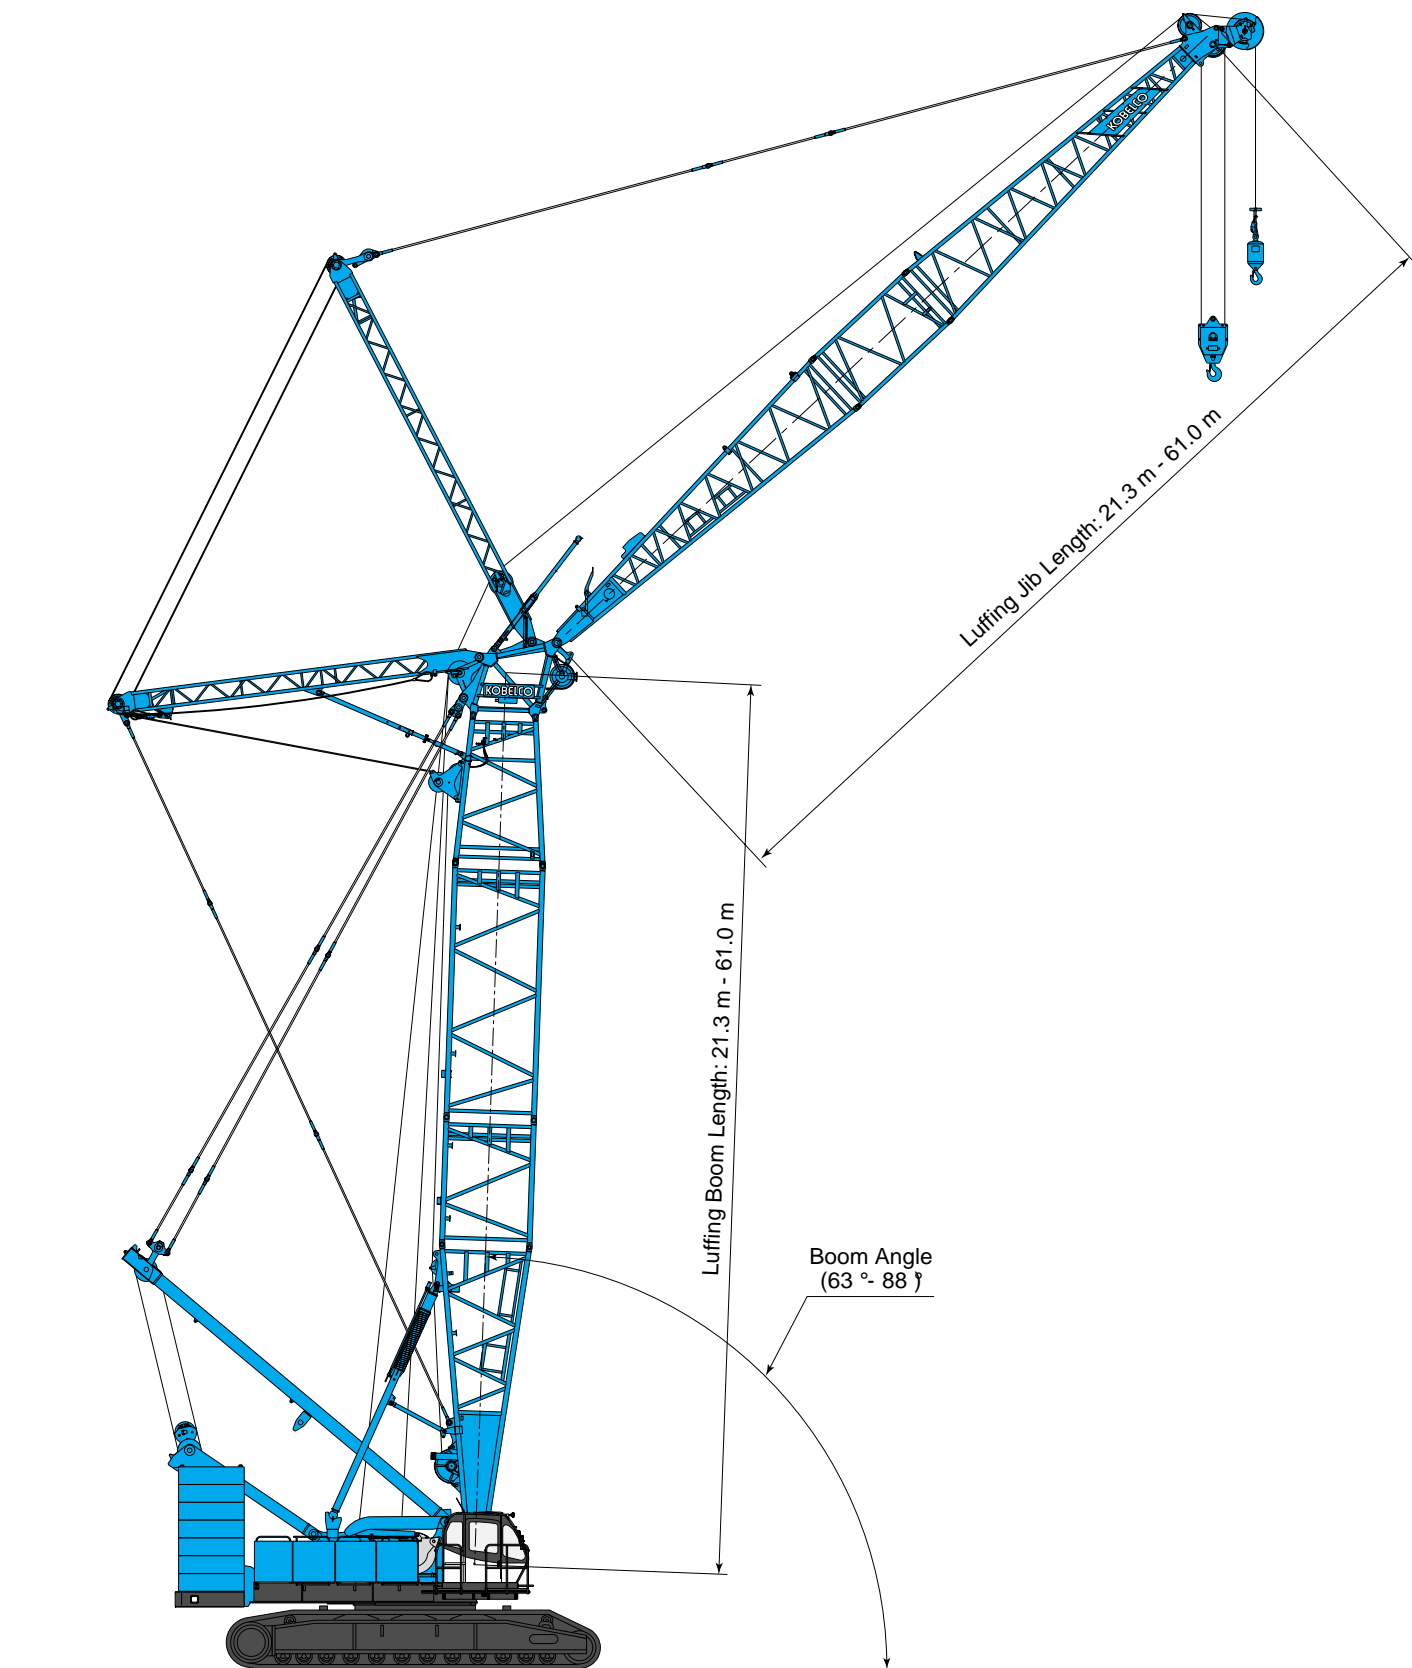 KOBELCO
Luffing Jib Length: 21.3 m - 61.0 m
KOBELCO
Luffing Boom Length: 21.3 m - 61.0 m
Boom Angle
(63 °- 88 °)